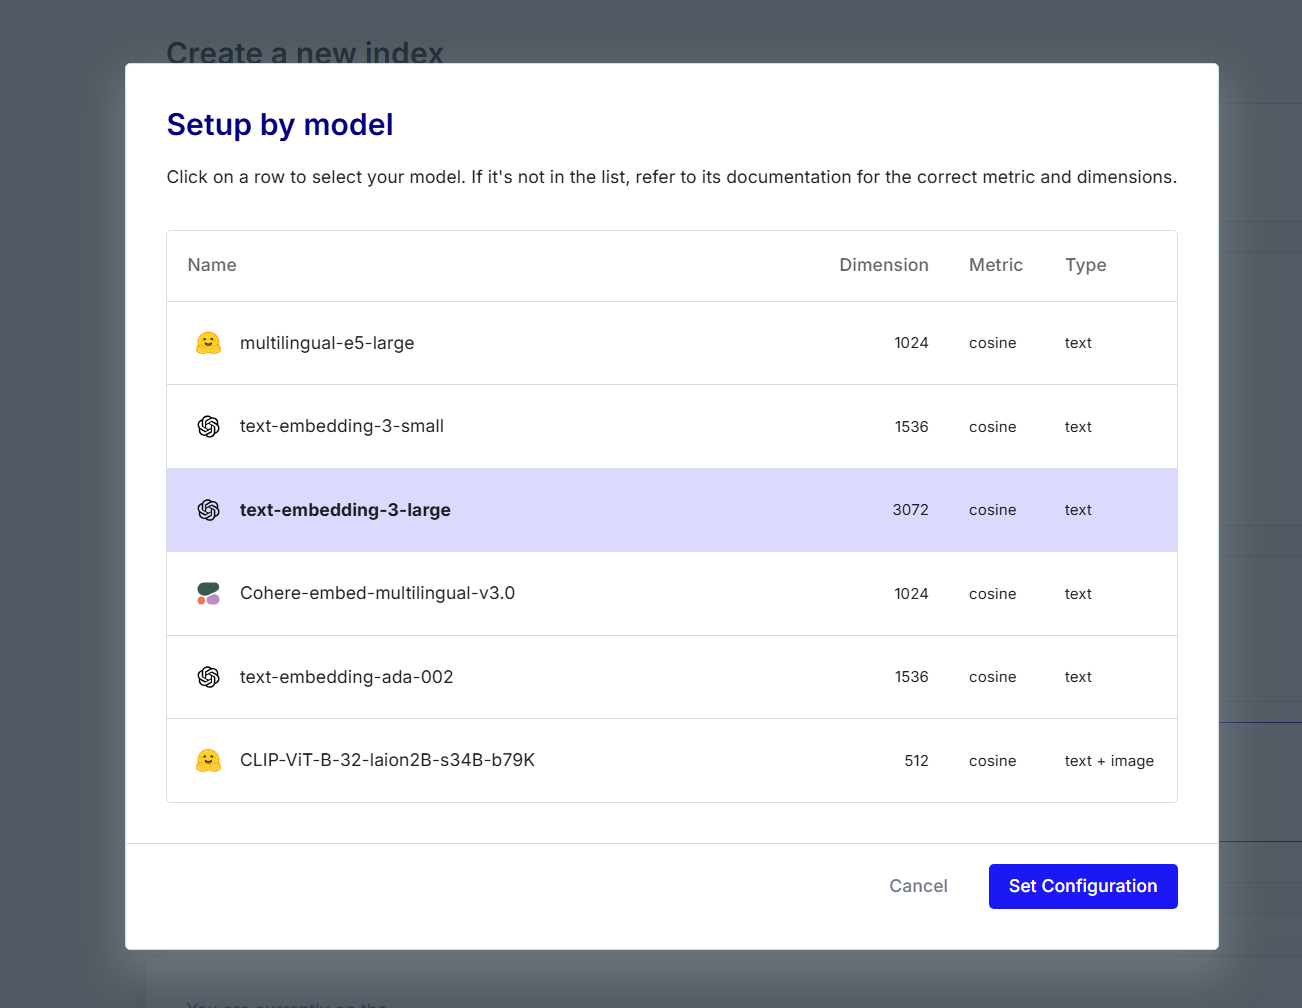 Create a new index
Setup by model
Click on a row to select your model. If it's not in the list, refer to its documentation for the correct metric and dimensions.
Name Dimension Metric Type
multilingual-e5-large 1024 cosine text
text-embedding-3-small 1536 cosine text
text-embedding-3-large 3072 cosine text
Cohere-embed-multilingual-v3.0 1024 cosine text
text-embedding-ada-002 1536 cosine text
CLIP-ViT-B-32-laion2B-s34B-b79K 512 cosine text + image
Cancel Set Configuration
You are currently on the